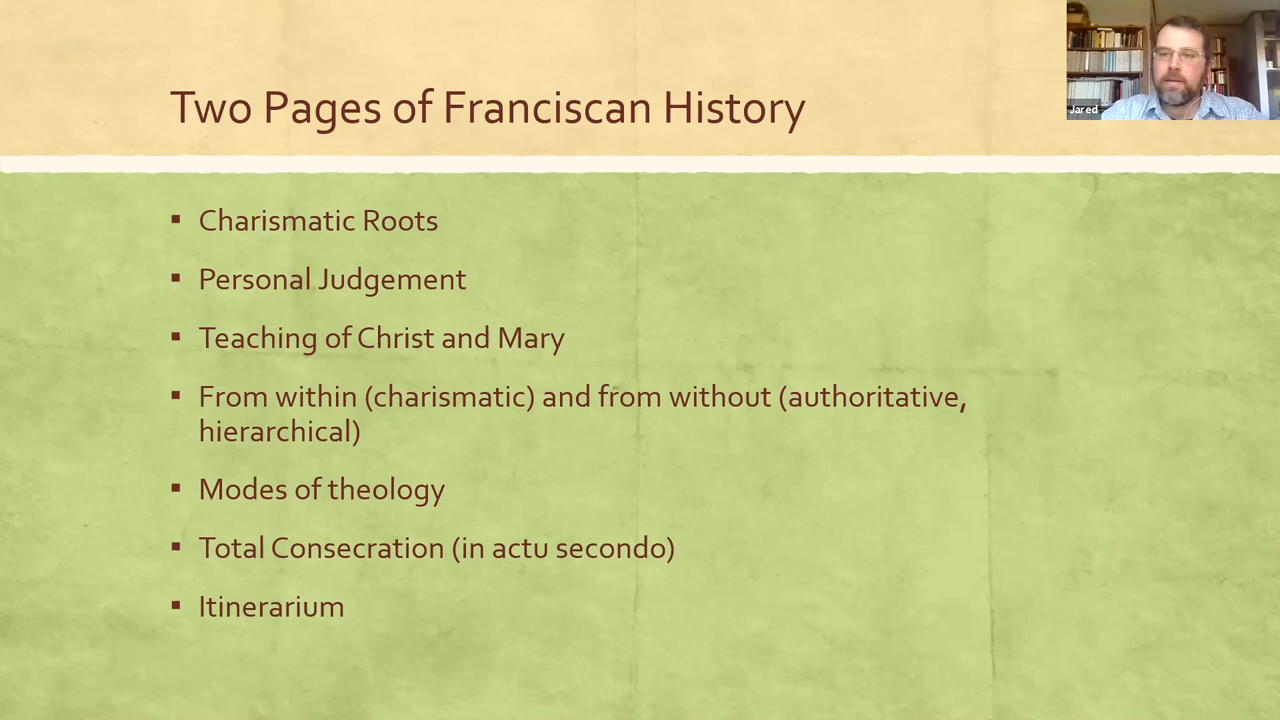 Two Pages of Franciscan History
Jared
▪ Charismatic Roots
▪ Personal Judgement
▪ Teaching of Christ and Mary
▪ From within (charismatic) and from without (authoritative,
hierarchical)
▪ Modes of theology
▪ Total Consecration (in actu secondo)
▪ Itinerarium